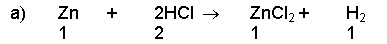 a) Zn + 2HCl → ZnCl₂ + H₂
1 2 1 1